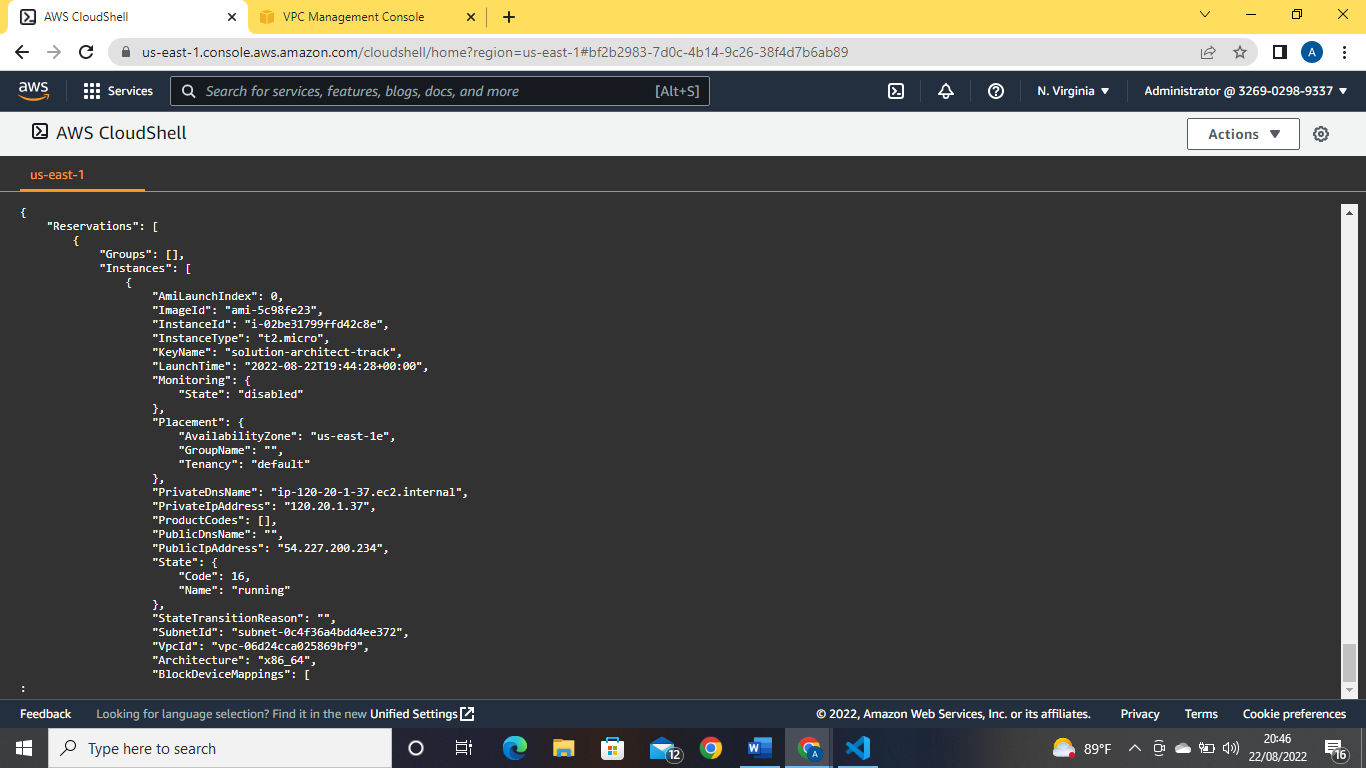 AWS CloudShell
VPC Management Console
us-east-1.console.aws.amazon.com/cloudshell/home?region=us-east-1#bf2b2983-7d0c-4b14-9c26-38f4d7b6ab89
A
aws
Services
Search for services, features, blogs, docs, and more
[Alt+S]
N. Virginia
Administrator @ 3269-0298-9337
AWS CloudShell
Actions
us-east-1
{
"Reservations": [
{
"Groups": [],
"Instances": [
{
"AmiLaunchIndex": 0,
"ImageId": "ami-5c98fe23",
"InstanceId": "i-02be31799ffd42c8e",
"InstanceType": "t2.micro",
"KeyName": "solution-architect-track",
"LaunchTime": "2022-08-22T19:44:28+00:00",
"Monitoring": {
"State": "disabled"
},
"Placement": {
"AvailabilityZone": "us-east-1e",
"GroupName": "",
"Tenancy": "default"
},
"PrivateDnsName": "ip-120-20-1-37.ec2.internal",
"PrivateIpAddress": "120.20.1.37",
"ProductCodes": [],
"PublicDnsName": "",
"PublicIpAddress": "54.227.200.234",
"State": {
"Code": 16,
"Name": "running"
},
"StateTransitionReason": "",
"SubnetId": "subnet-0c4f36a4bdd4ee372",
"VpcId": "vpc-06d24cca025869bf9",
"Architecture": "x86_64",
"BlockDeviceMappings": [
:
Feedback
Looking for language selection? Find it in the new Unified Settings
© 2022, Amazon Web Services, Inc. or its affiliates.
Privacy
Terms
Cookie preferences
Type here to search
12
W
A
89°F
20:46
22/08/2022
16